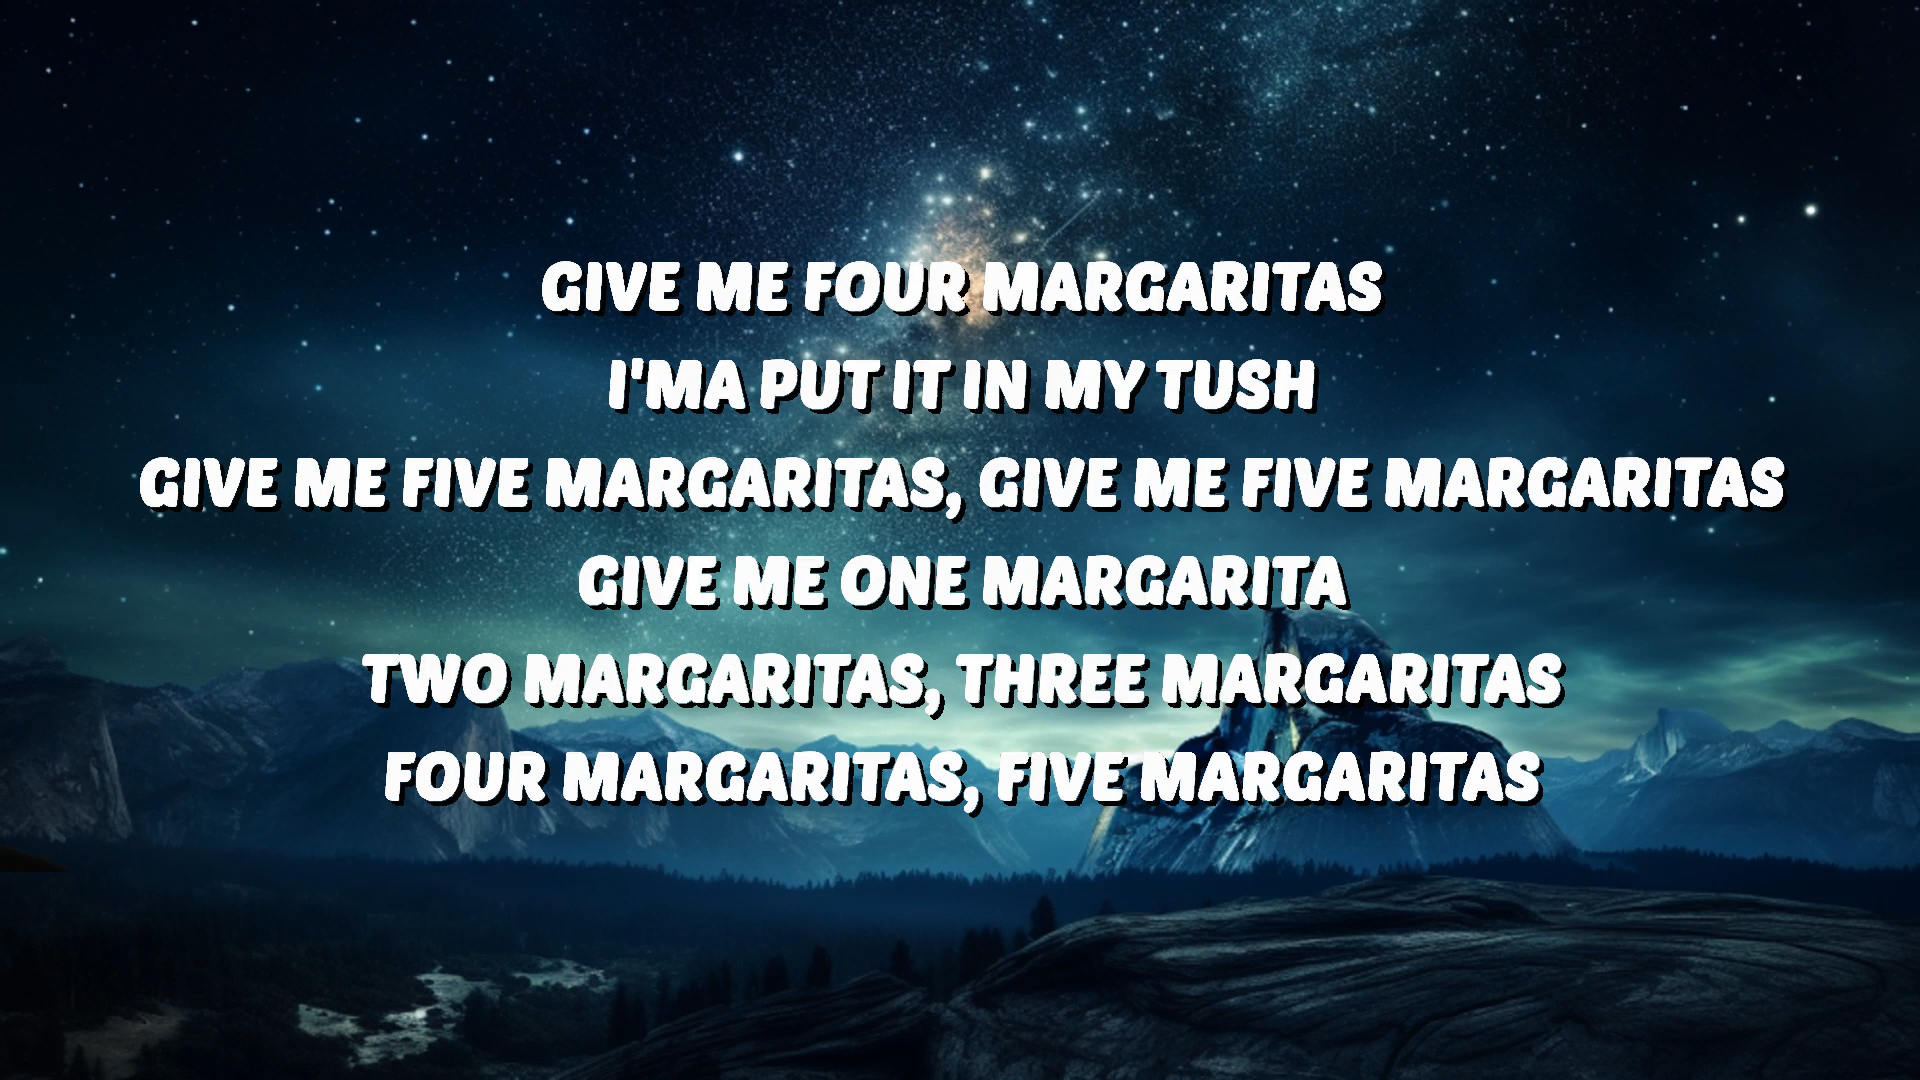 GIVE ME FOUR MARGARITAS
I'MA PUT IT IN MY TUSH
GIVE ME FIVE MARGARITAS, GIVE ME FIVE MARGARITAS
GIVE ME ONE MARGARITA
TWO MARGARITAS, THREE MARGARITAS
FOUR MARGARITAS, FIVE MARGARITAS